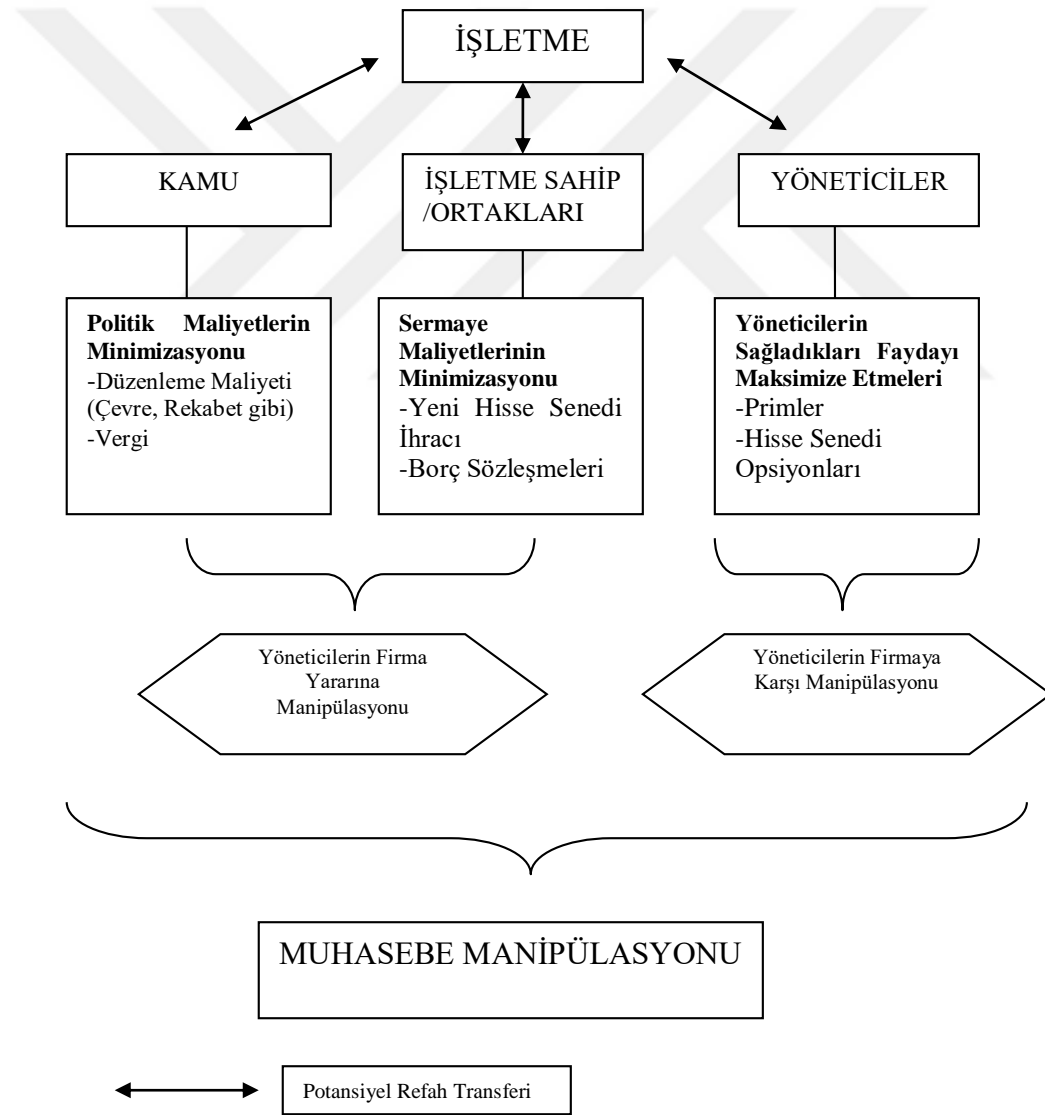 İŞLETME
KAMU
İŞLETME SAHİP
/ORTAKLARI
YÖNETİCİLER
Politik Maliyetlerin
Minimizasyonu
-Düzenleme Maliyeti
(Çevre, Rekabet gibi)
-Vergi
Sermaye
Maliyetlerinin
Minimizasyonu
-Yeni Hisse Senedi
İhracı
-Borç Sözleşmeleri
Yöneticilerin
Sağladıkları Faydayı
Maksimize Etmeleri
-Primler
-Hisse Senedi
Opsiyonları
Yöneticilerin Firma
Yararına
Manipülasyonu
Yöneticilerin Firmaya
Karşı Manipülasyonu
MUHASEBE MANİPÜLASYONU
Potansiyel Refah Transferi